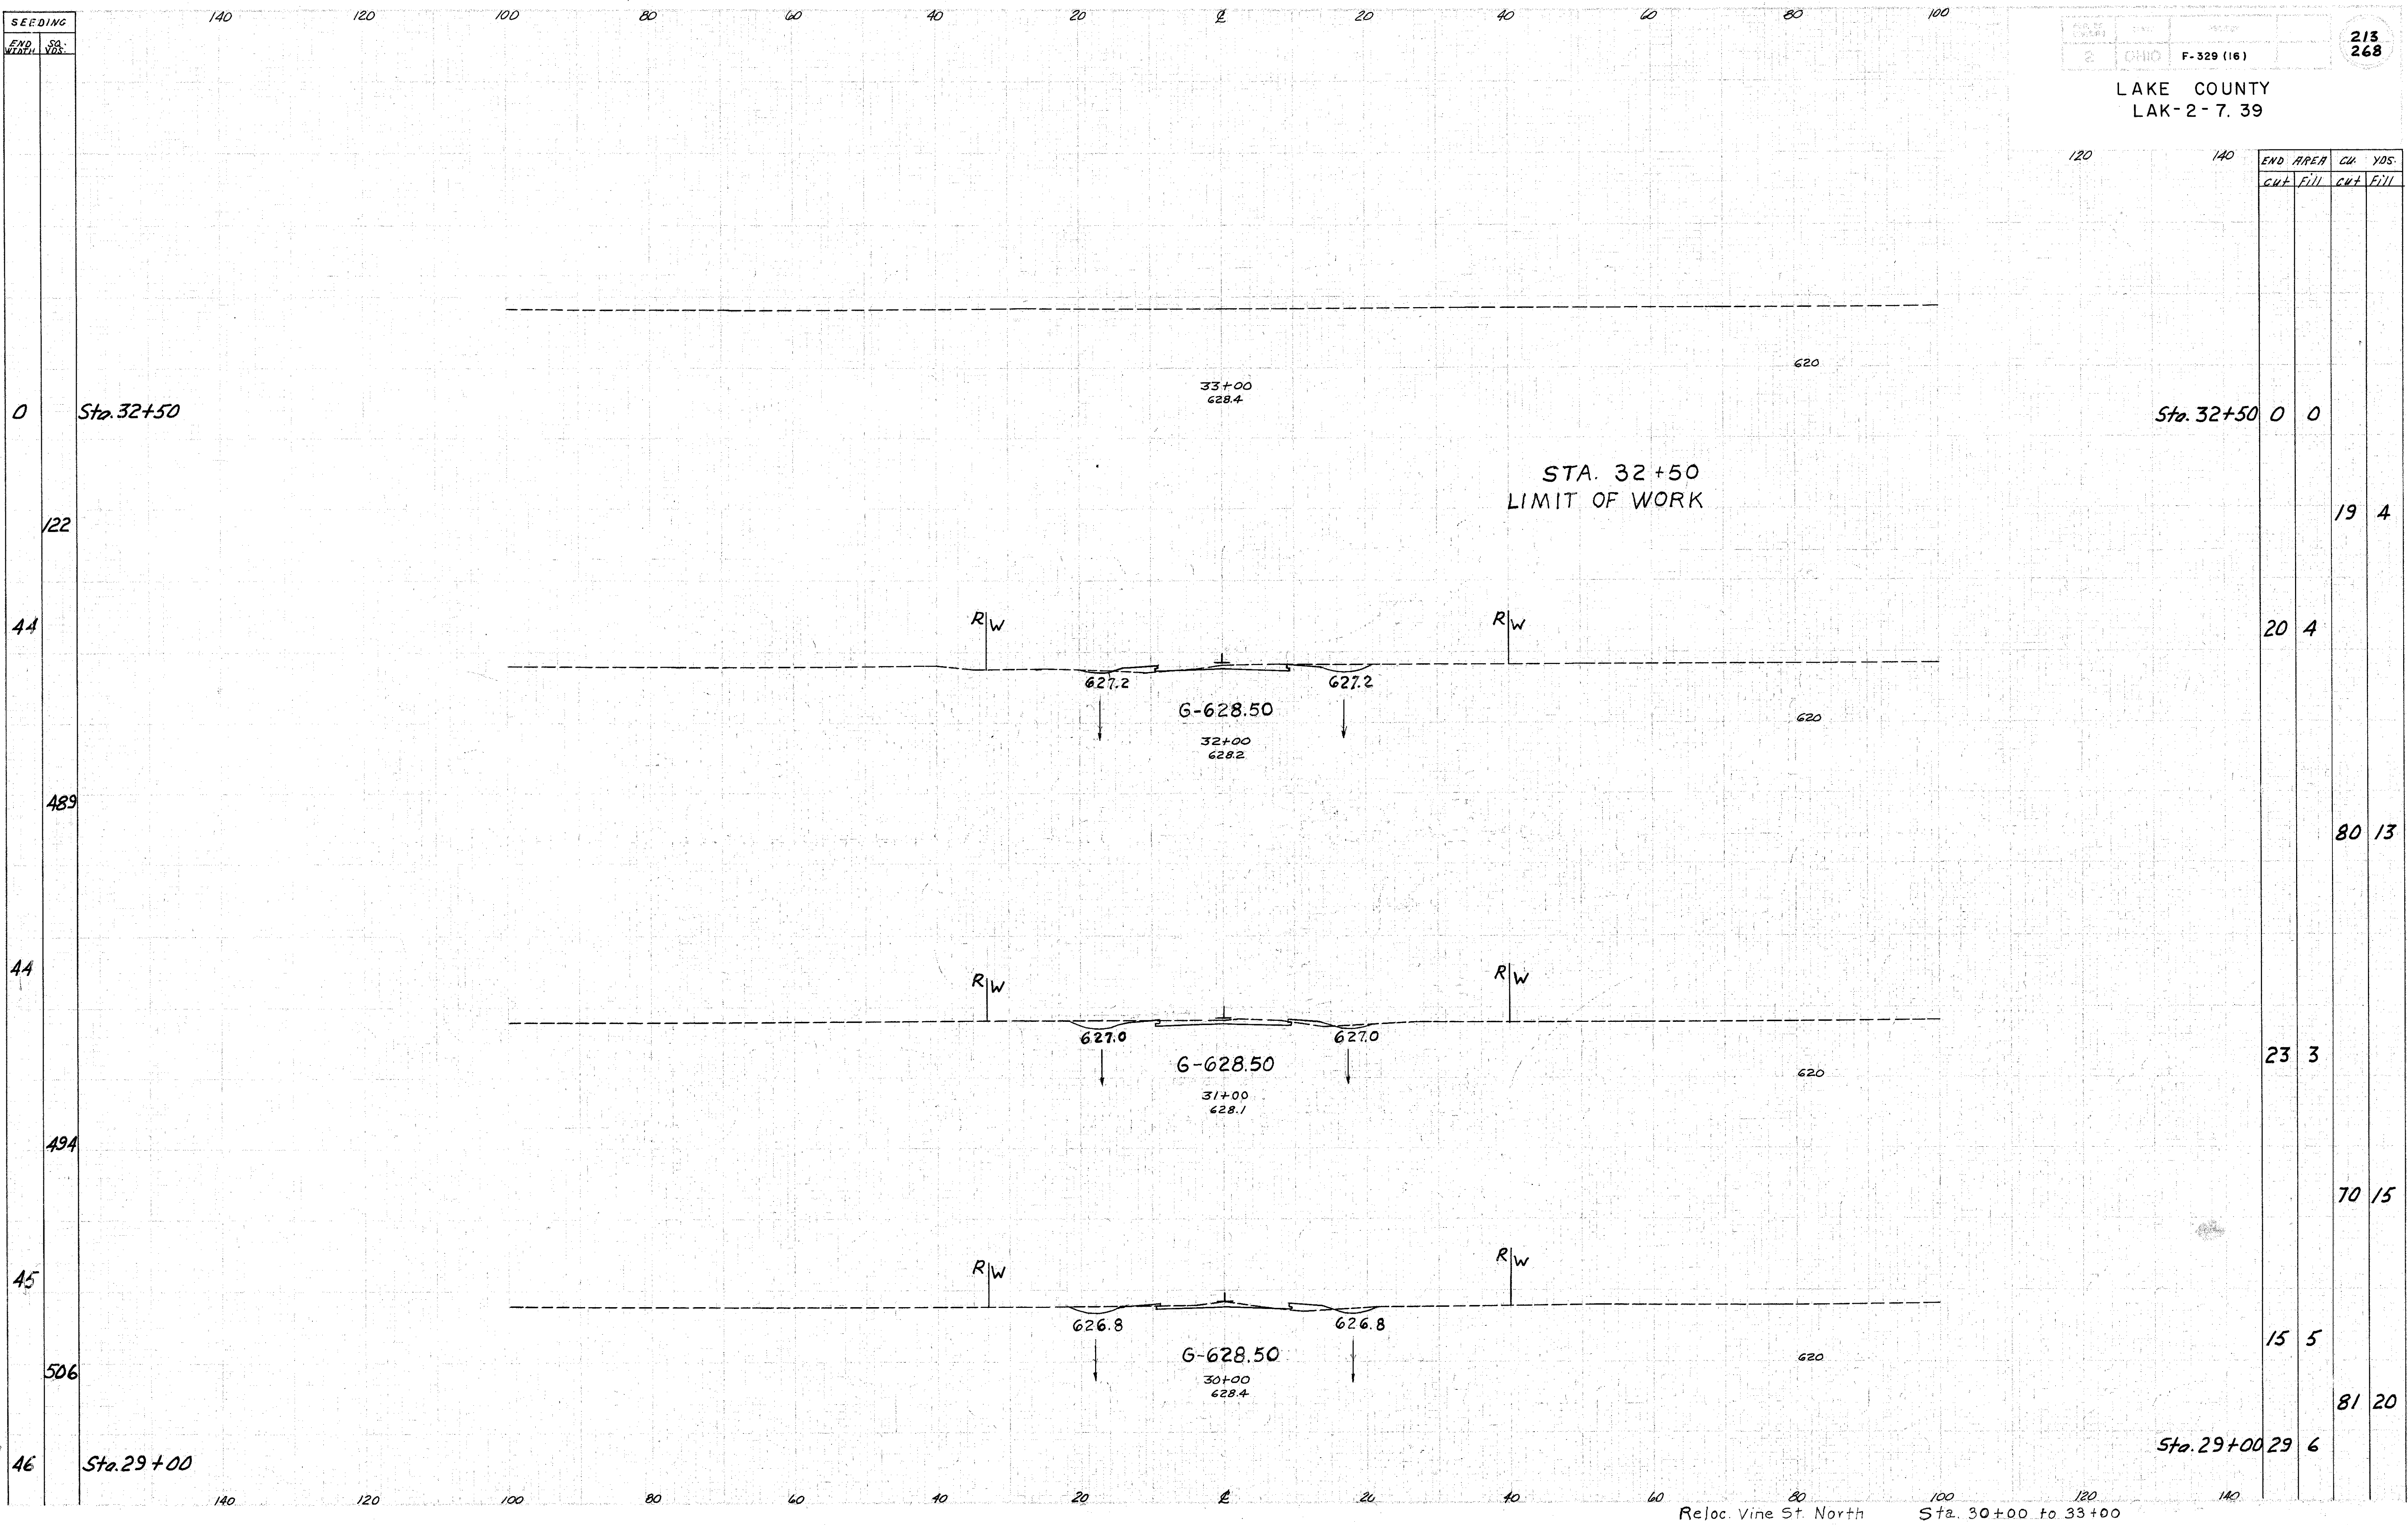 SEEDING
END WIDTH SQ. YDS.
140 120 100 80 60 40 20 ℄ 20 40 60 80 100
OHIO F-329 (16)
213
268
LAKE COUNTY
LAK-2-7.39
120 140
END AREA CU. YDS.
Cut Fill Cut Fill
620
33+00
628.4
0 Sta. 32+50
Sta. 32+50 0 0
STA. 32+50
LIMIT OF WORK
122
19 4
44
R/W R/W
20 4
627.2 627.2
G-628.50
620
32+00
628.2
489
80 13
44
R/W R/W
627.0 627.0
G-628.50
23 3
620
31+00
628.1
494
70 15
45
R/W R/W
626.8 626.8
15 5
G-628.50
620
506
30+00
628.4
81 20
46 Sta. 29+00
Sta. 29+00 29 6
140 120 100 80 60 40 20 ℄ 20 40 60 80 100 120 140
Reloc. Vine St. North Sta. 30+00 to 33+00